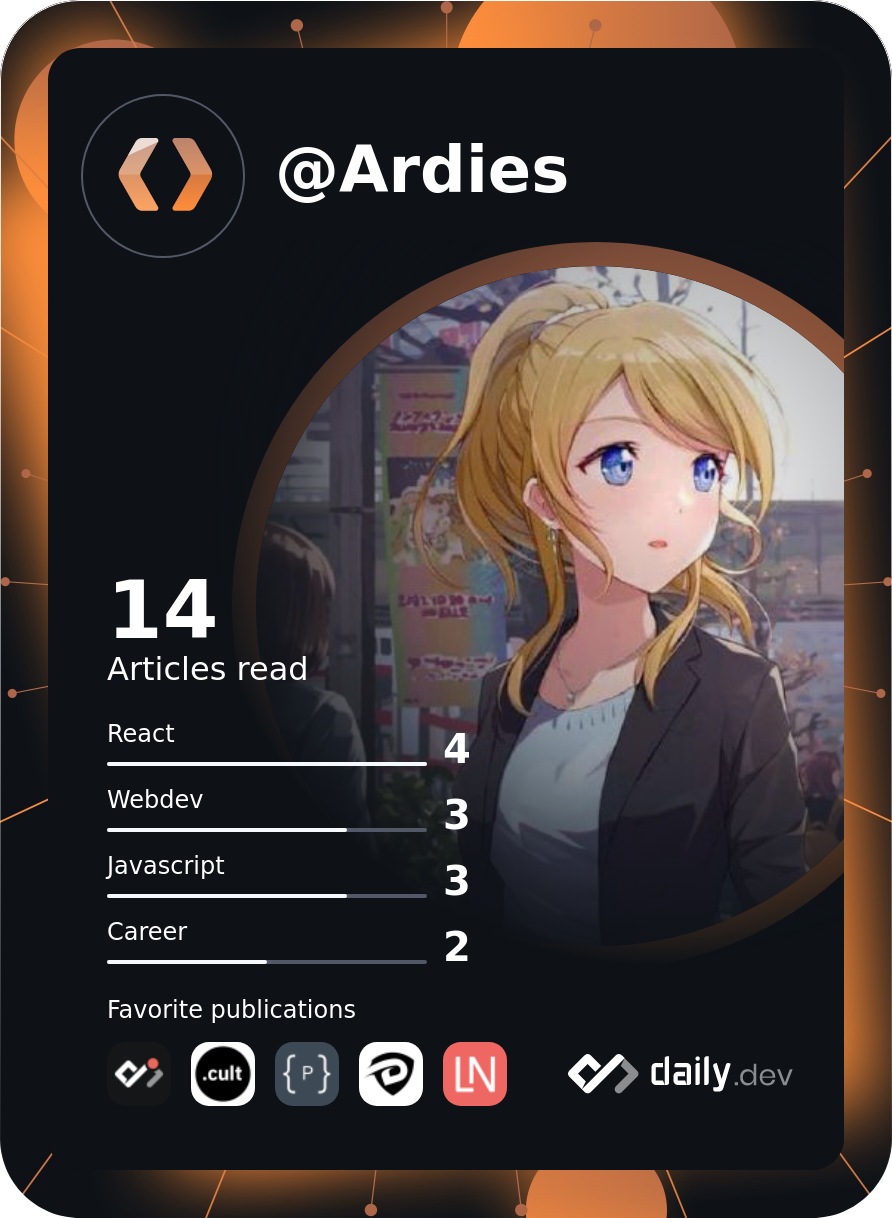 @Ardies
14
Articles read
React
4
Webdev
3
Javascript
3
Career
2
Favorite publications
.cult
{P}
LN
daily.dev